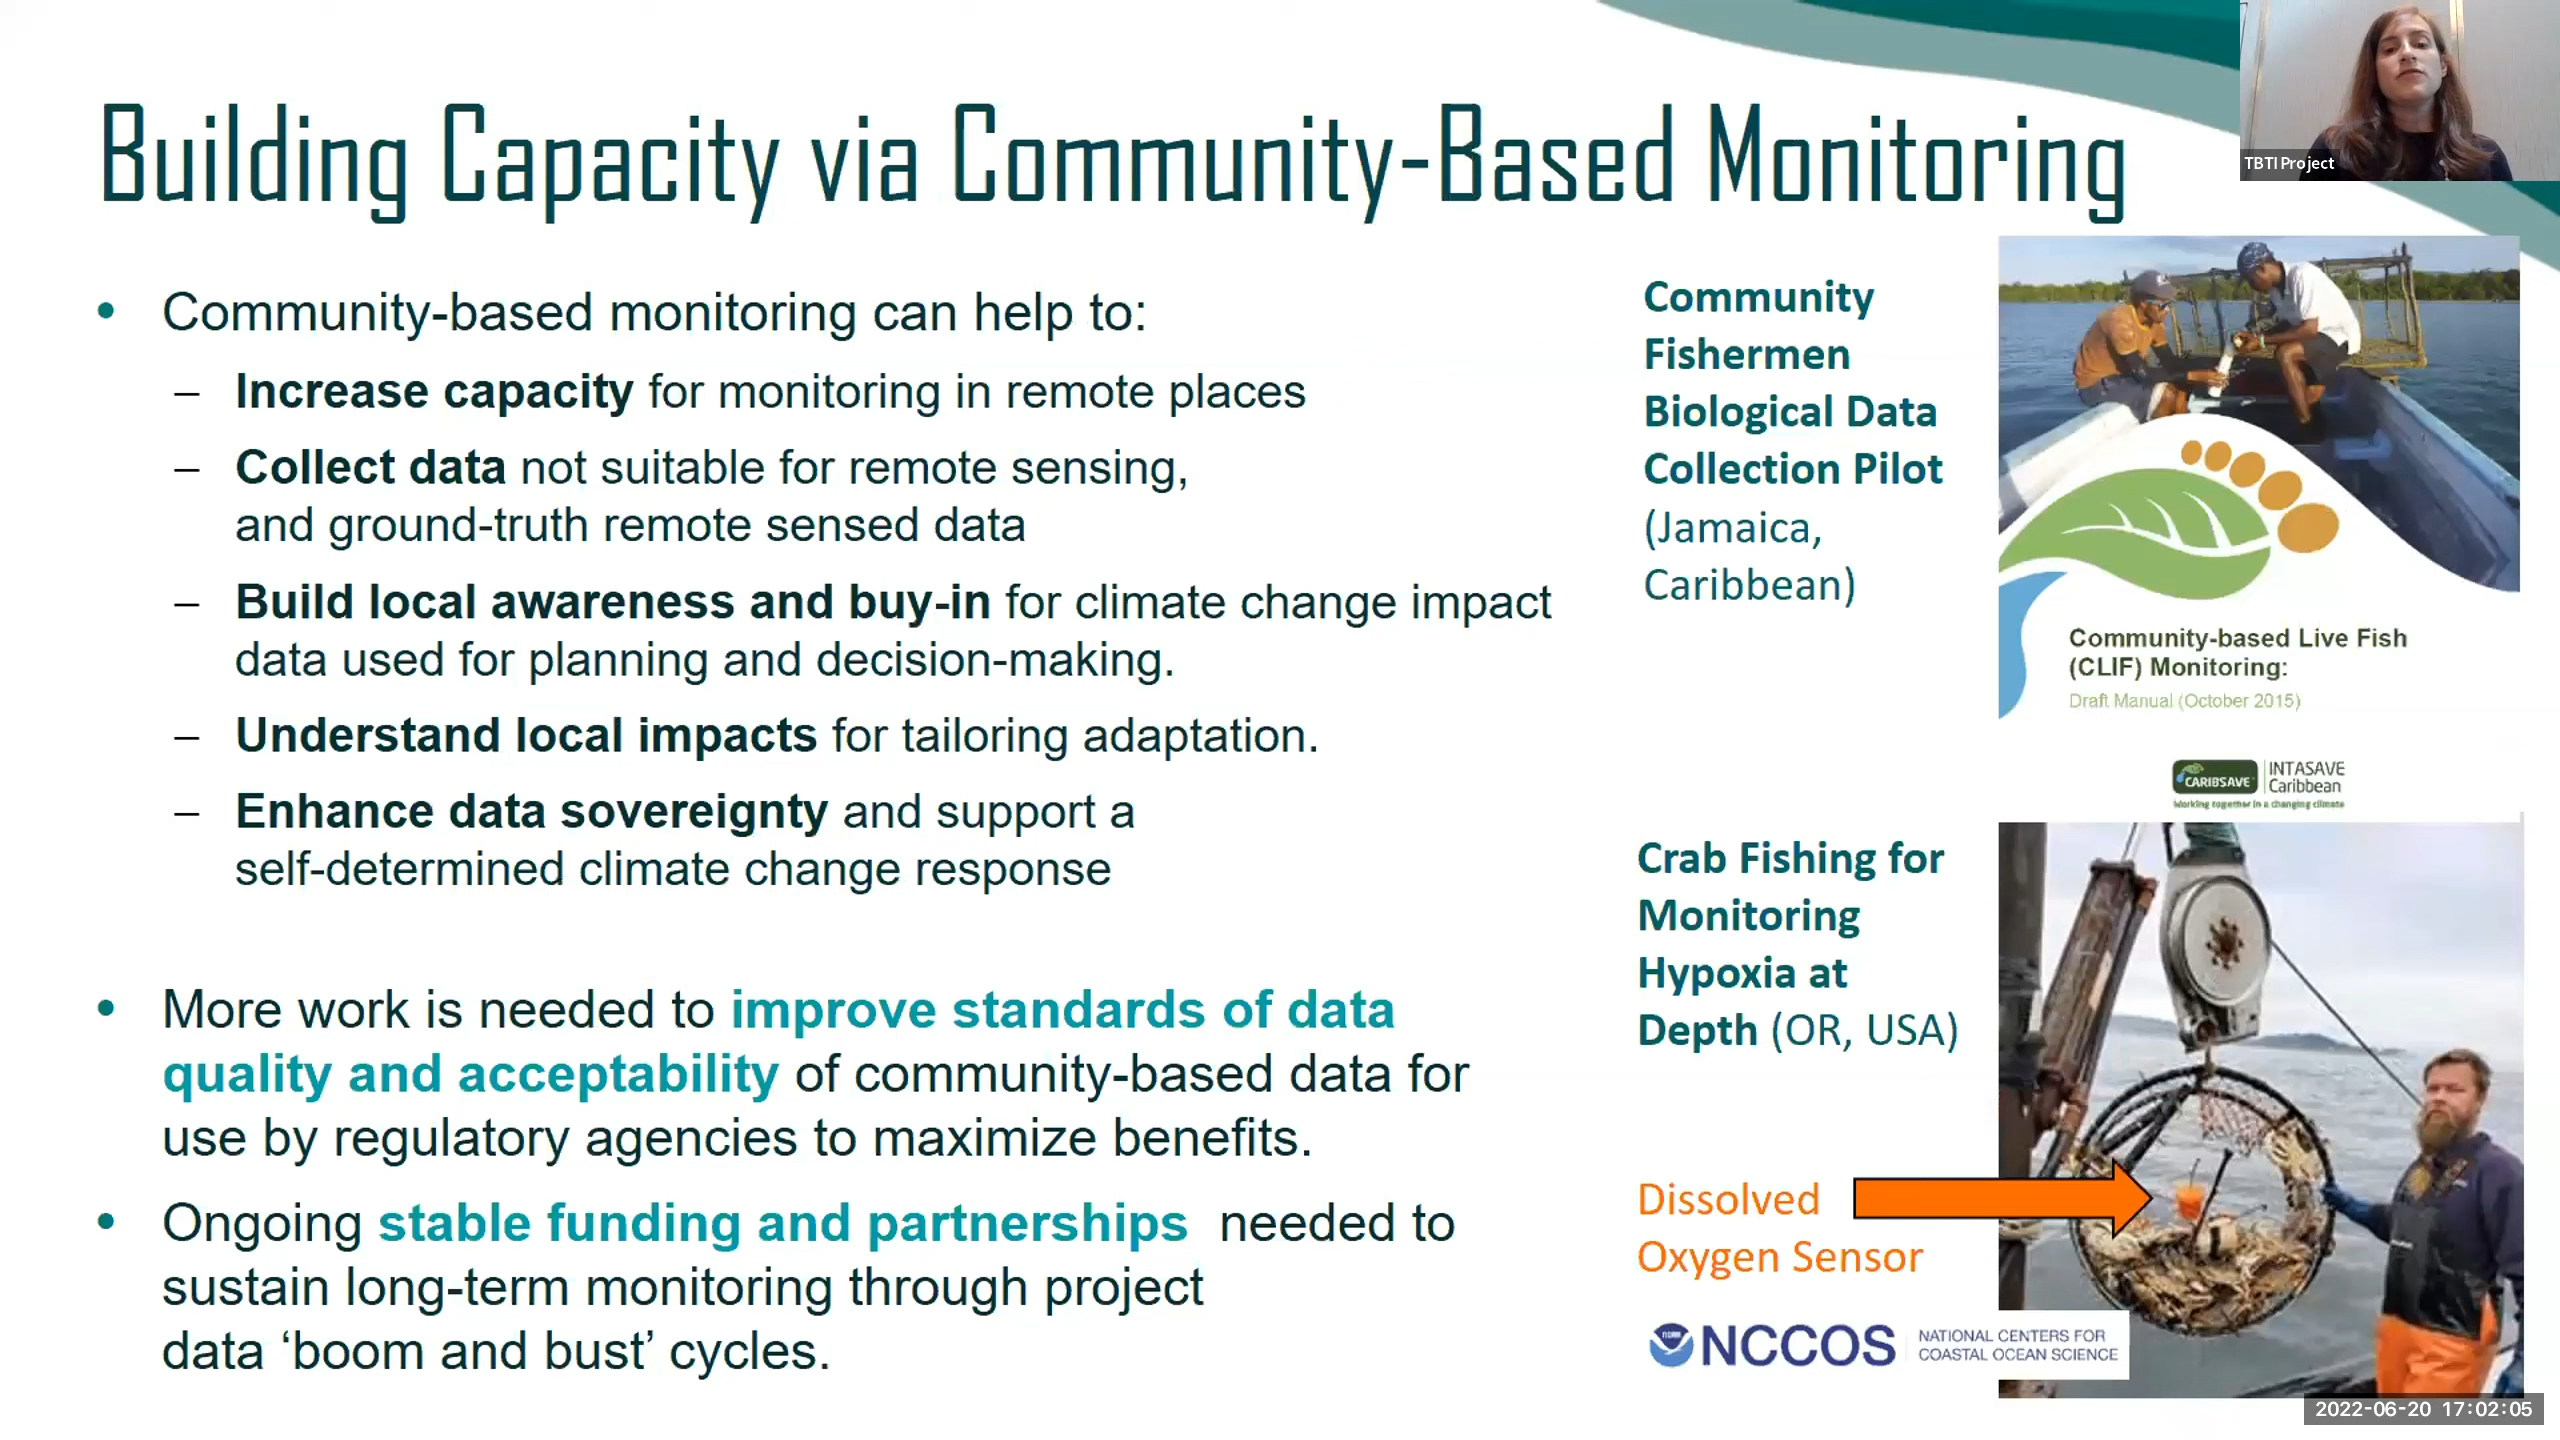 Building Capacity via Community-Based Monitoring
TBTI Project
• Community-based monitoring can help to:
– Increase capacity for monitoring in remote places
– Collect data not suitable for remote sensing,
and ground-truth remote sensed data
– Build local awareness and buy-in for climate change impact
data used for planning and decision-making.
– Understand local impacts for tailoring adaptation.
– Enhance data sovereignty and support a
self-determined climate change response
• More work is needed to improve standards of data
quality and acceptability of community-based data for
use by regulatory agencies to maximize benefits.
• Ongoing stable funding and partnerships needed to
sustain long-term monitoring through project
data ‘boom and bust’ cycles.
Community
Fishermen
Biological Data
Collection Pilot
(Jamaica,
Caribbean)
Community-based Live Fish
(CLIF) Monitoring:
Draft Manual (October 2015)
CARIBSAVE
INTASAVE
Caribbean
Working together in a changing climate
Crab Fishing for
Monitoring
Hypoxia at
Depth (OR, USA)
Dissolved
Oxygen Sensor
NCCOS
NATIONAL CENTERS FOR
COASTAL OCEAN SCIENCE
2022-06-20 17:02:05